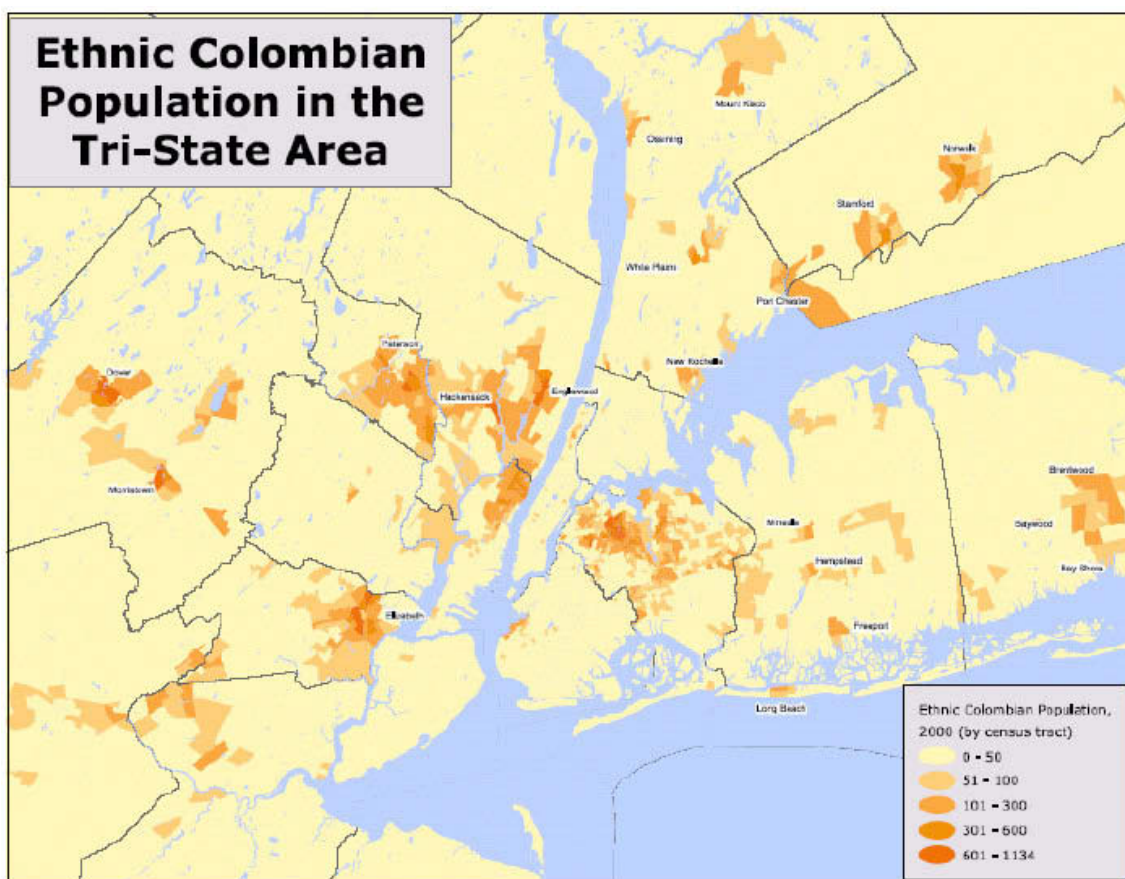 Ethnic Colombian
Population in the
Tri-State Area
Mount Kisco
Ossining
Norwalk
Stamford
White Plains
Port Chester
Paterson
New Rochelle
Dover
Hackensack
Englewood
Brentwood
Morristown
Mineola
Baywood
Hempstead
Bay Shore
Elizabeth
Freeport
Long Beach
Ethnic Colombian Population,
2000 (by census tract)
0 - 50
51 - 100
101 - 300
301 - 600
601 - 1134